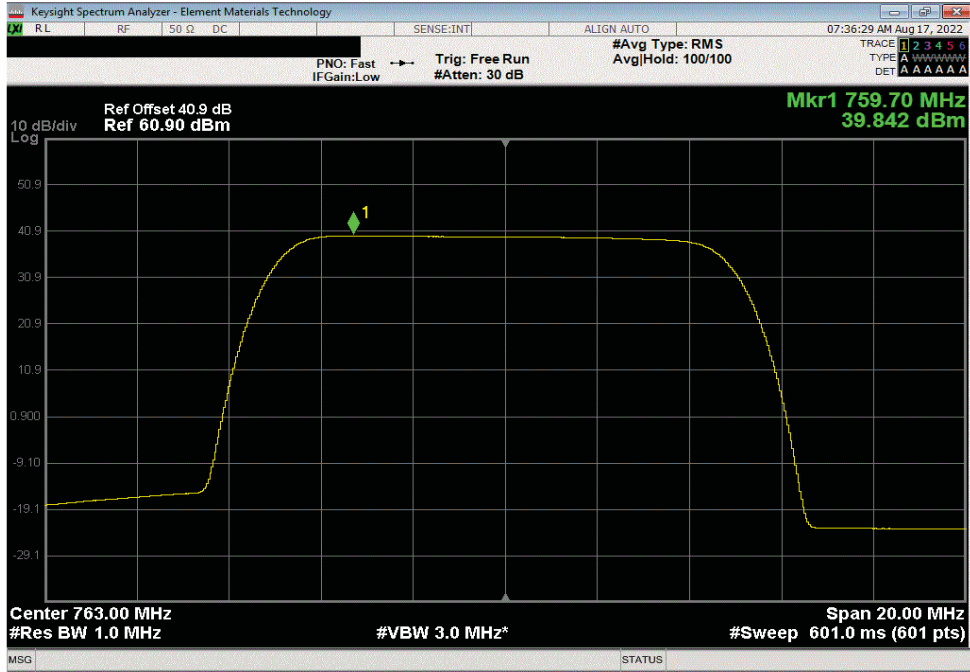 Keysight Spectrum Analyzer - Element Materials Technology
LXI RL RF 50 Ω DC SENSE:INT ALIGN AUTO 07:36:29 AM Aug 17, 2022
#Avg Type: RMS TRACE 1 2 3 4 5 6
PNO: Fast Trig: Free Run Avg|Hold: 100/100 TYPE A WWWWW
IFGain:Low #Atten: 30 dB DET A A A A A A
Mkr1 759.70 MHz
Ref Offset 40.9 dB
10 dB/div Ref 60.90 dBm 39.842 dBm
Log
50.9
1
40.9
30.9
20.9
10.9
0.900
-9.10
-19.1
-29.1
Center 763.00 MHz Span 20.00 MHz
#Res BW 1.0 MHz #VBW 3.0 MHz* #Sweep 601.0 ms (601 pts)
MSG STATUS